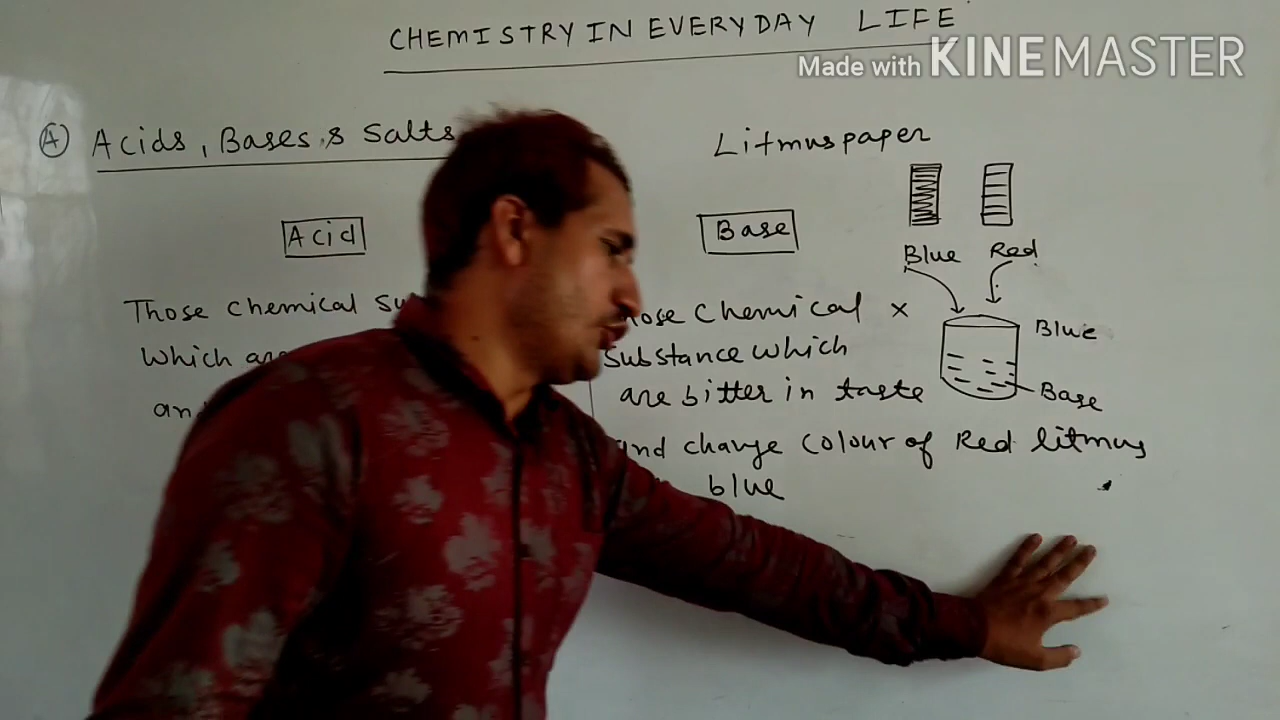 CHEMISTRY IN EVERYDAY LIFE
Made with KINEMASTER
A Acids, Bases & Salts
Litmus paper
Acid
Base
Blue Red
Those chemical
which
Chemical ×
substance which
are bitter in taste
and change colour of Red litmus
blue
Blue
Base